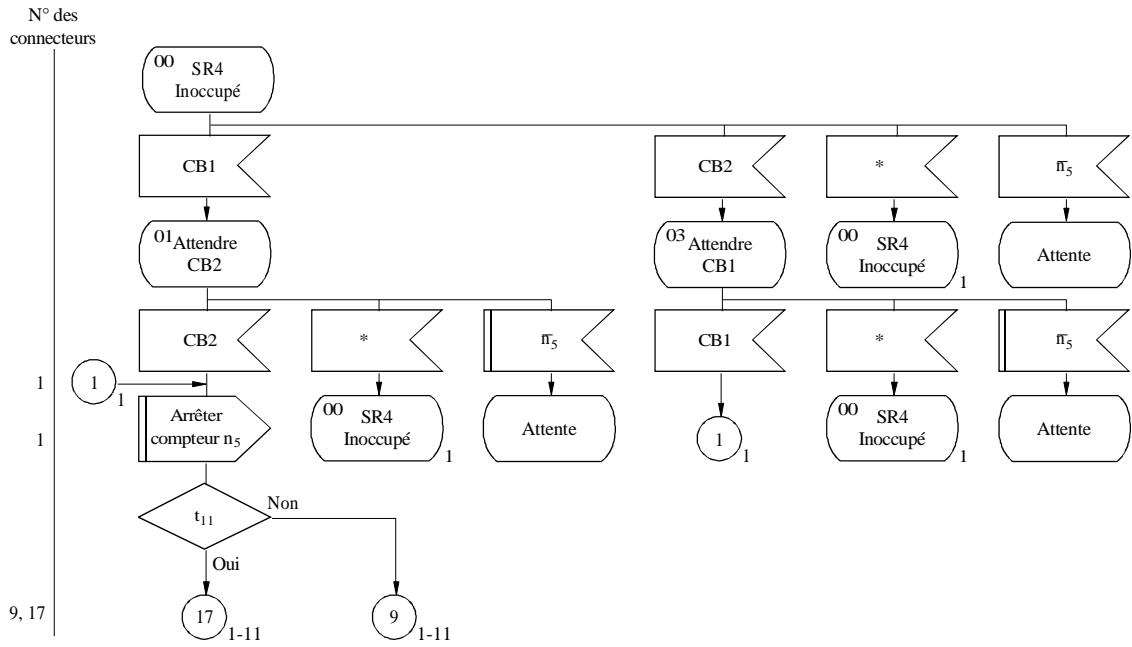 N° des
connecteurs
00
SR4
Inoccupé
CB1
CB2
*
n̅5
01
Attendre
CB2
03
Attendre
CB1
00
SR4
Inoccupé
1
Attente
CB2
*
n̅5
CB1
*
n̅5
1
1
1
Arrêter
compteur n5
00
SR4
Inoccupé
1
Attente
1
1
00
SR4
Inoccupé
1
Attente
1
t11
Non
Oui
9, 17
17
1-11
9
1-11